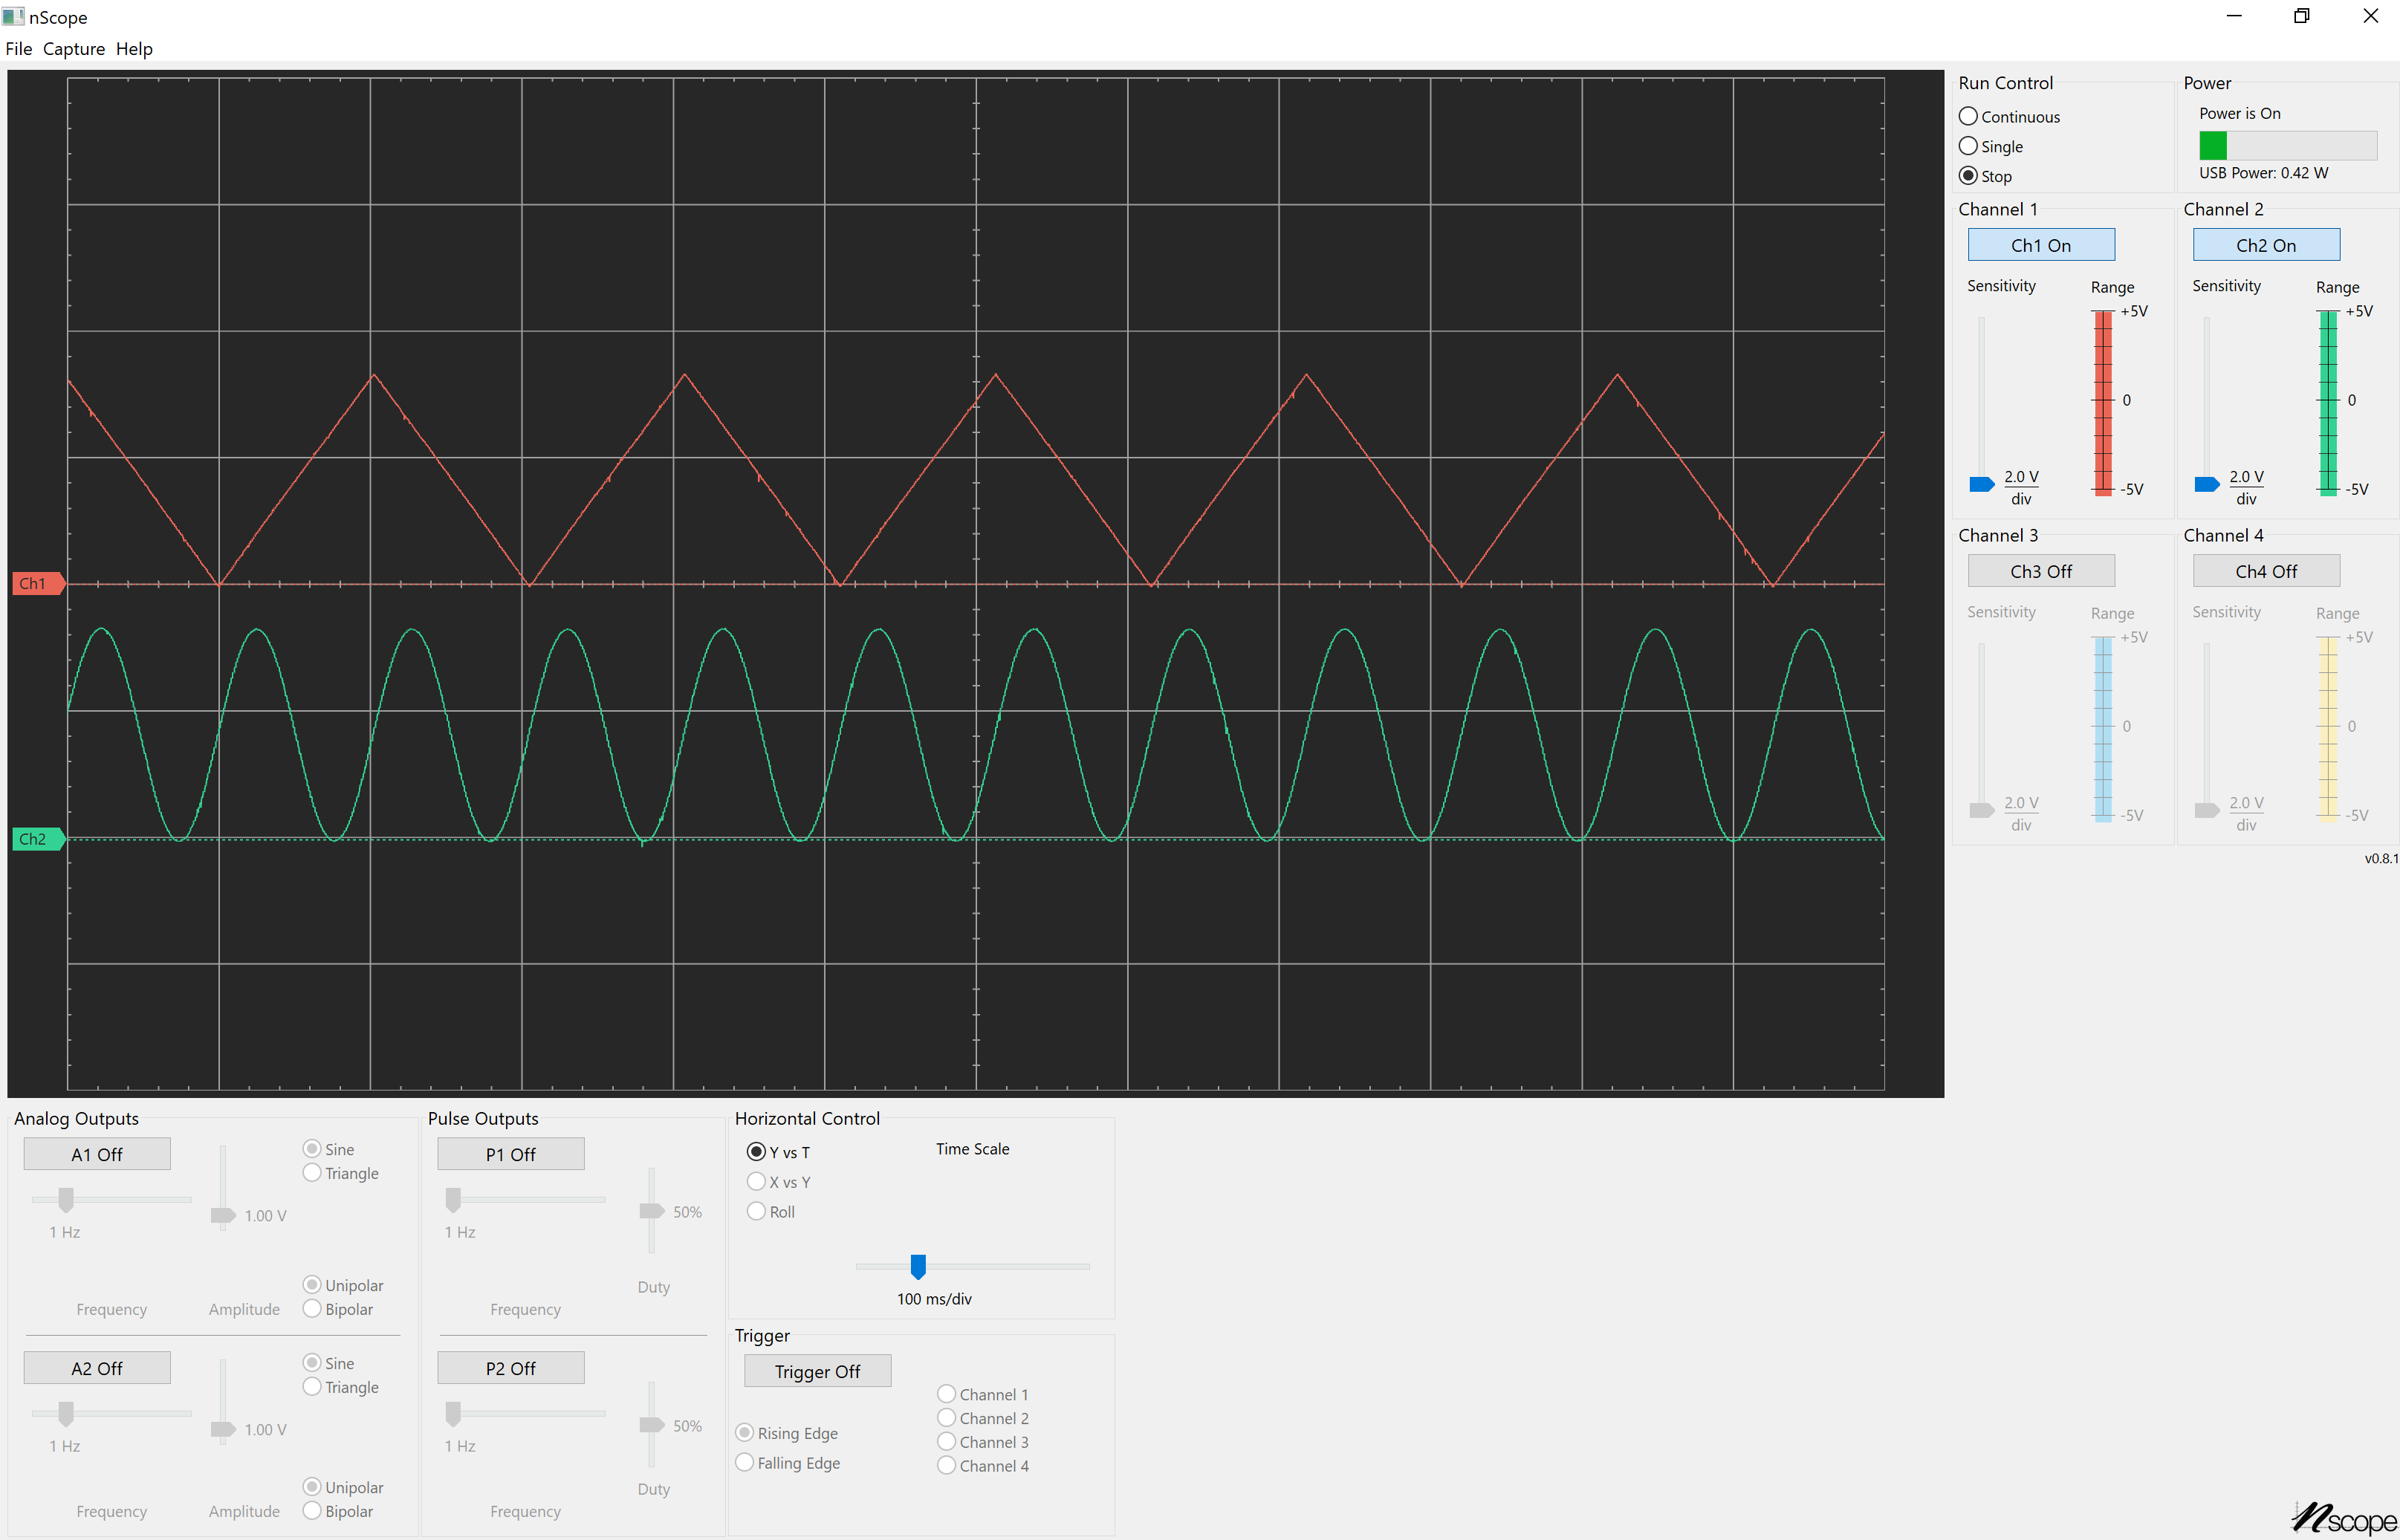 nScope
File Capture Help
Run Control
Continuous
Single
Stop
Power
Power is On
USB Power: 0.42 W
Channel 1
Ch1 On
Sensitivity
Range
+5V
0
-5V
2.0 V
div
Channel 2
Ch2 On
Sensitivity
Range
+5V
0
-5V
2.0 V
div
Channel 3
Ch3 Off
Sensitivity
Range
+5V
0
-5V
2.0 V
div
Channel 4
Ch4 Off
Sensitivity
Range
+5V
0
-5V
2.0 V
div
v0.8.1
Ch1
Ch2
Analog Outputs
A1 Off
Sine
Triangle
1.00 V
1 Hz
Unipolar
Bipolar
Frequency
Amplitude
A2 Off
Sine
Triangle
1.00 V
1 Hz
Unipolar
Bipolar
Frequency
Amplitude
Pulse Outputs
P1 Off
50%
1 Hz
Duty
Frequency
P2 Off
50%
1 Hz
Duty
Frequency
Horizontal Control
Y vs T
X vs Y
Roll
Time Scale
100 ms/div
Trigger
Trigger Off
Rising Edge
Falling Edge
Channel 1
Channel 2
Channel 3
Channel 4
nscope